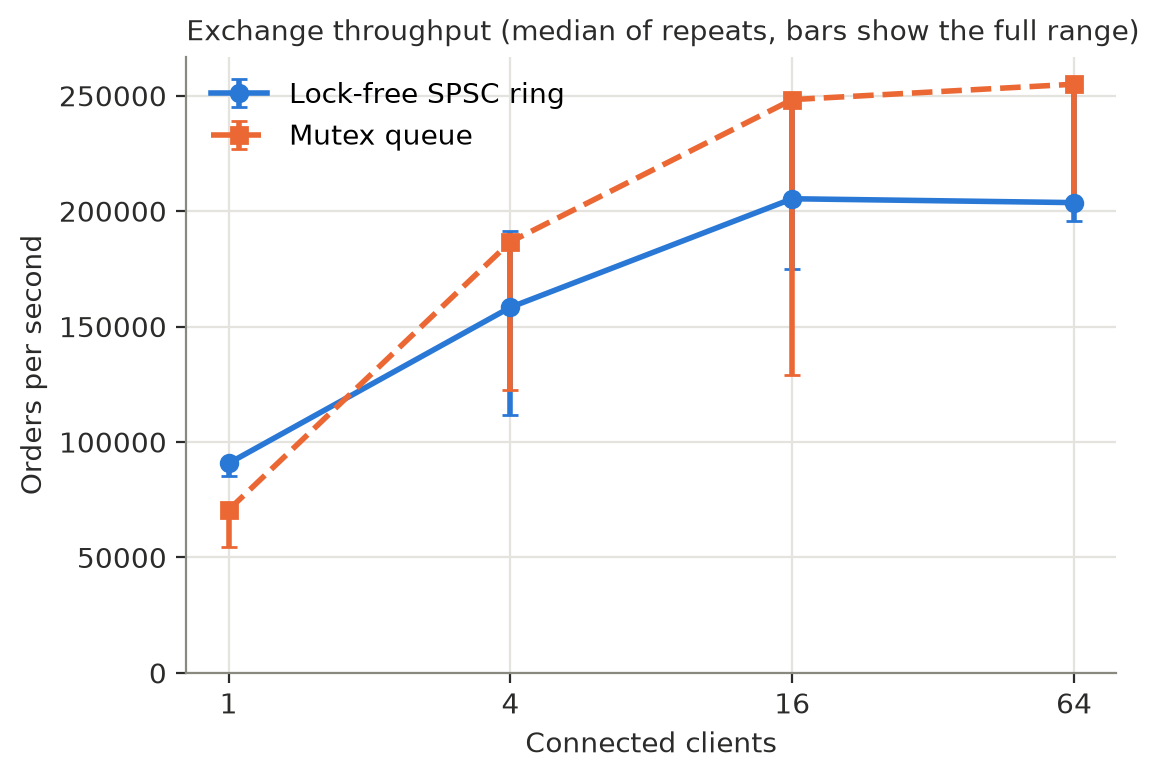 Exchange throughput (median of repeats, bars show the full range)
Lock-free SPSC ring
Mutex queue
Orders per second
250000
200000
150000
100000
50000
0
1 4 16 64
Connected clients